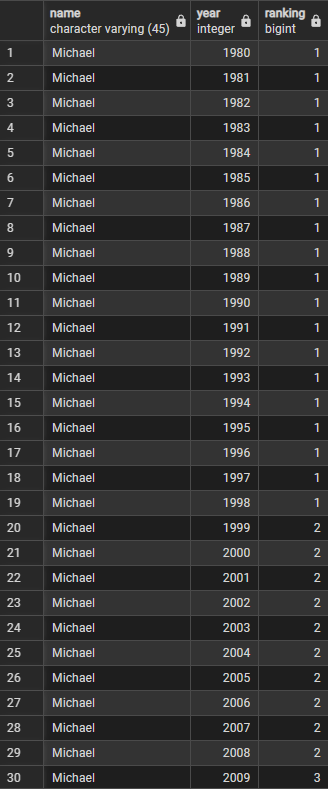 name year ranking
character varying (45) integer bigint
1 Michael 1980 1
2 Michael 1981 1
3 Michael 1982 1
4 Michael 1983 1
5 Michael 1984 1
6 Michael 1985 1
7 Michael 1986 1
8 Michael 1987 1
9 Michael 1988 1
10 Michael 1989 1
11 Michael 1990 1
12 Michael 1991 1
13 Michael 1992 1
14 Michael 1993 1
15 Michael 1994 1
16 Michael 1995 1
17 Michael 1996 1
18 Michael 1997 1
19 Michael 1998 1
20 Michael 1999 2
21 Michael 2000 2
22 Michael 2001 2
23 Michael 2002 2
24 Michael 2003 2
25 Michael 2004 2
26 Michael 2005 2
27 Michael 2006 2
28 Michael 2007 2
29 Michael 2008 2
30 Michael 2009 3